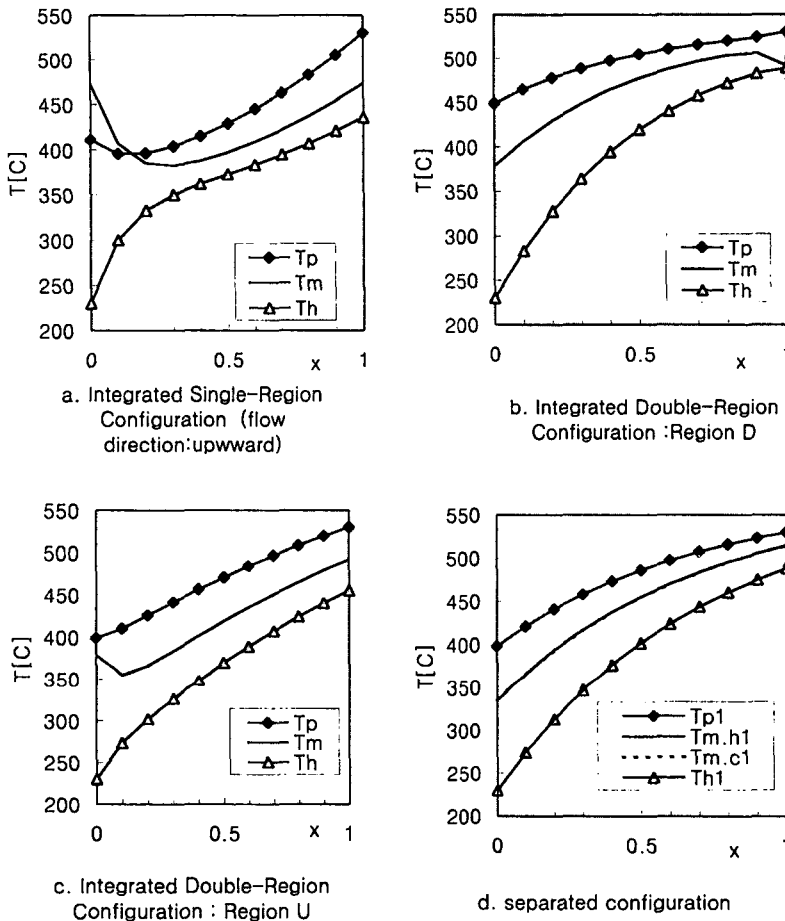 550
500
450
400
350
300
250
200
T[C]
Tp
Tm
Th
0
0.5
x
1
a. Integrated Single-Region
Configuration (flow
direction:upwward)
550
500
450
400
350
300
250
200
T[C]
Tp
Tm
Th
0
0.5
x
1
b. Integrated Double-Region
Configuration :Region D
550
500
450
400
350
300
250
200
T[C]
Tp
Tm
Th
0
0.5
x
1
c. Integrated Double-Region
Configuration : Region U
550
500
450
400
350
300
250
200
T[C]
Tp1
Tm.h1
Tm.c1
Th1
0
0.5
x
1
d. separated configuration